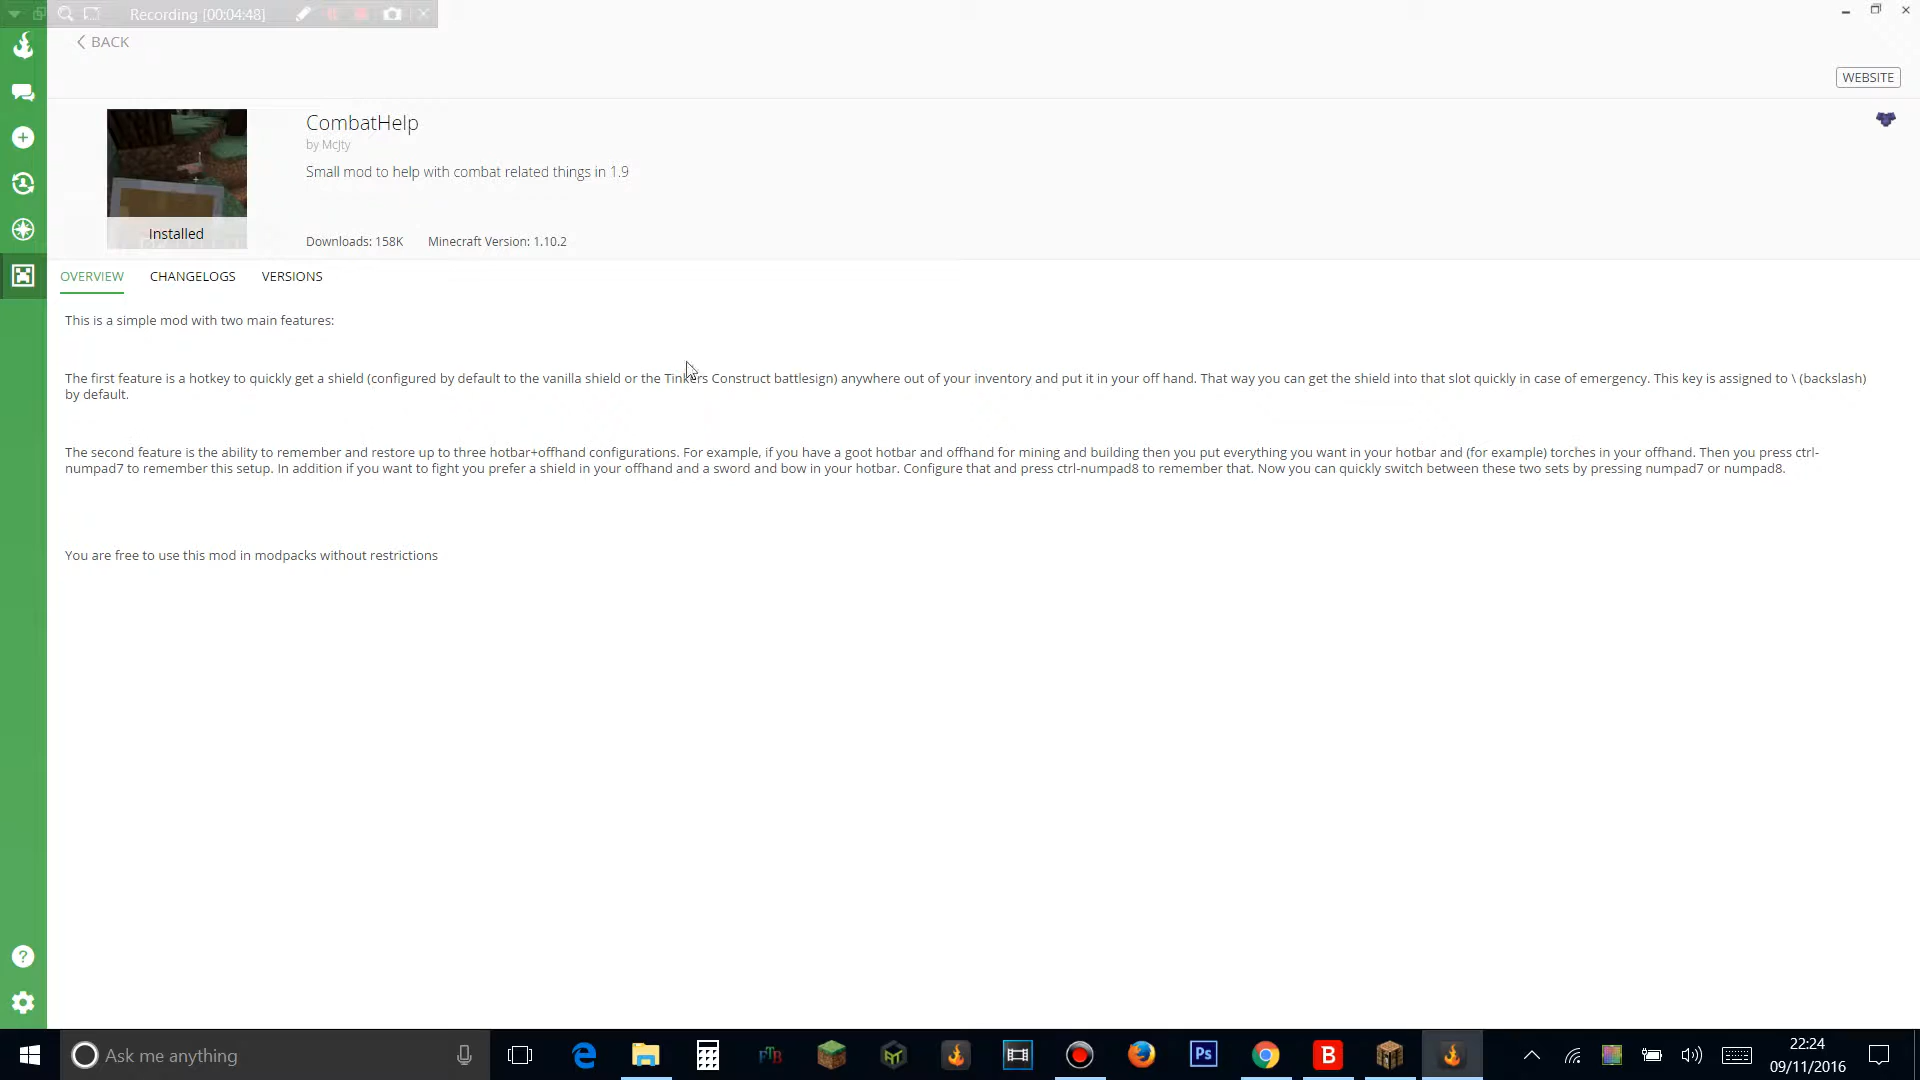 Recording [00:04:48]
BACK
WEBSITE
CombatHelp
by McJty
Small mod to help with combat related things in 1.9
Installed
Downloads: 158K Minecraft Version: 1.10.2
OVERVIEW CHANGELOGS VERSIONS
This is a simple mod with two main features:
The first feature is a hotkey to quickly get a shield (configured by default to the vanilla shield or the Tinkers Construct battlesign) anywhere out of your inventory and put it in your off hand. That way you can get the shield into that slot quickly in case of emergency. This key is assigned to \ (backslash)
by default.
The second feature is the ability to remember and restore up to three hotbar+offhand configurations. For example, if you have a goot hotbar and offhand for mining and building then you put everything you want in your hotbar and (for example) torches in your offhand. Then you press ctrl-
numpad7 to remember this setup. In addition if you want to fight you prefer a shield in your offhand and a sword and bow in your hotbar. Configure that and press ctrl-numpad8 to remember that. Now you can quickly switch between these two sets by pressing numpad7 or numpad8.
You are free to use this mod in modpacks without restrictions
?
Ask me anything
FTB
Ps
B
22:24
09/11/2016